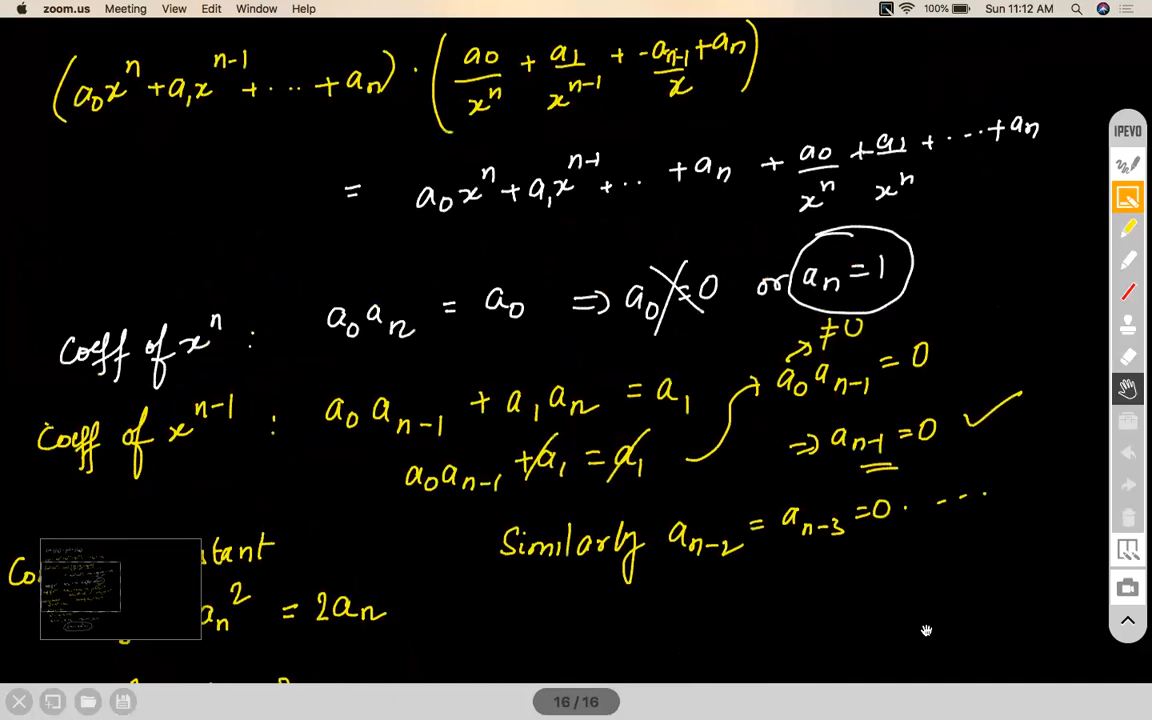 zoom.us Meeting View Edit Window Help 100% Sun 11:12 AM
(a₀xⁿ + a₁xⁿ⁻¹ + ⋯ + aₙ) · (a₀/xⁿ + a₁/xⁿ⁻¹ + - aₙ₋₁/x + aₙ)
IPEVO
= a₀xⁿ + a₁xⁿ⁻¹ + ·· + aₙ + a₀/xⁿ + a₁/xⁿ + ⋯ + aₙ
Coeff of xⁿ : a₀aₙ = a₀ ⇒ a₀ = 0 or aₙ = 1
≠ 0
Coeff of xⁿ⁻¹ : a₀aₙ₋₁ + a₁aₙ = a₁ → a₀aₙ₋₁ = 0
a₀aₙ₋₁ + a₁ = a₁ ⇒ aₙ₋₁ = 0 ✓
Similarly aₙ₋₂ = aₙ₋₃ = 0 · - - ·
Co stant
aₙ² = 2aₙ
16 / 16